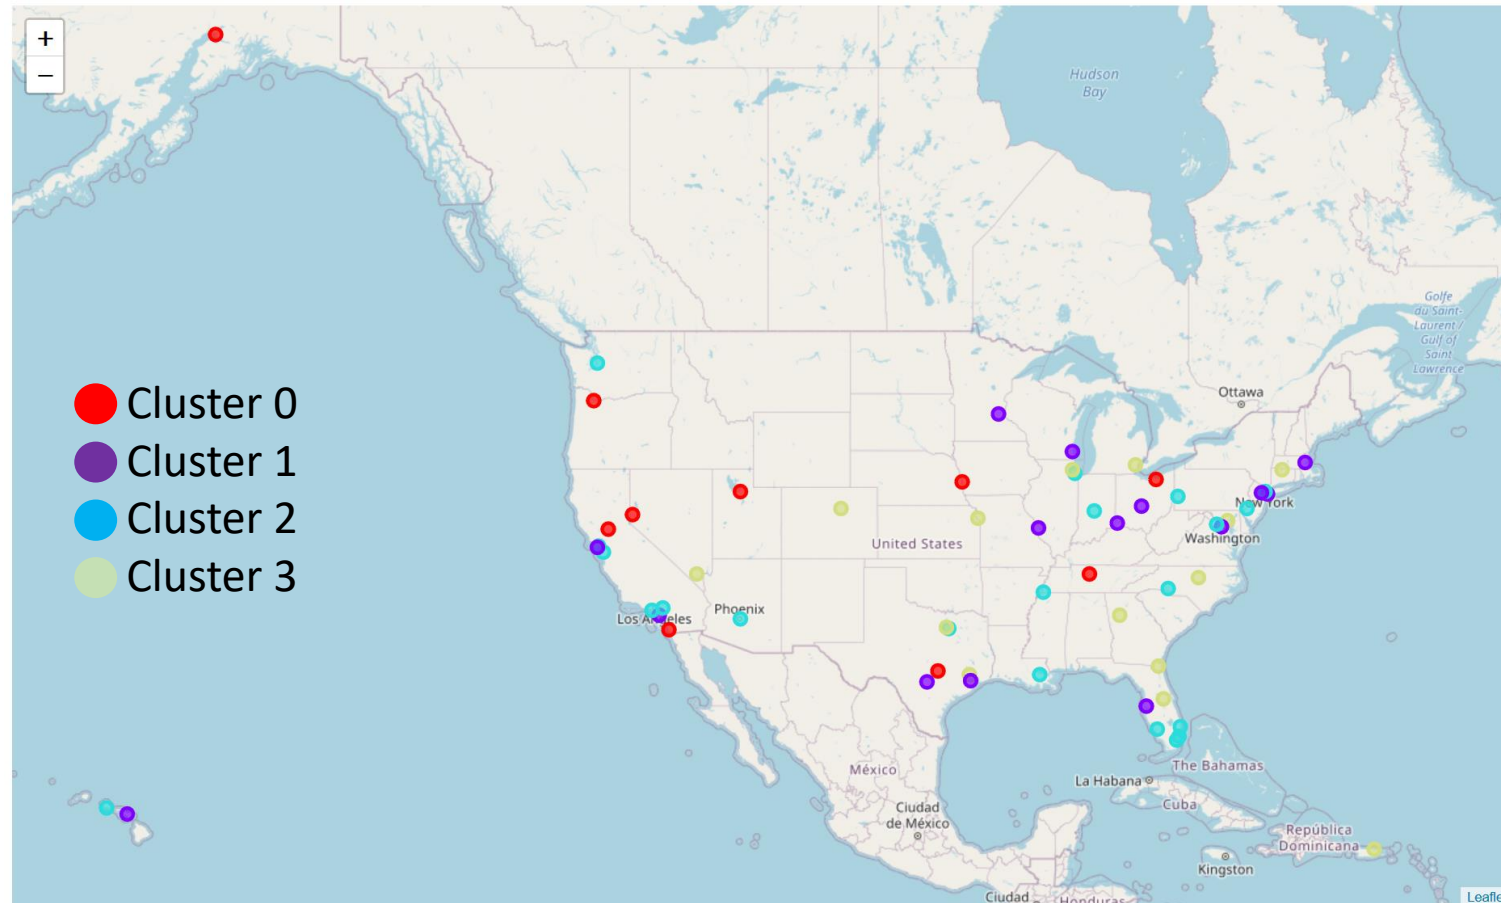 +
−
Hudson
Bay
Golfe
du Saint-
Laurent /
Gulf of
Saint
Lawrence
Ottawa
Cluster 0
Cluster 1
Cluster 2
Cluster 3
New York
Washington
United States
Los Angeles
Phoenix
México
The Bahamas
La Habana
Cuba
Ciudad
de México
República
Dominicana
Kingston
Ciudad
Honduras
Leafle